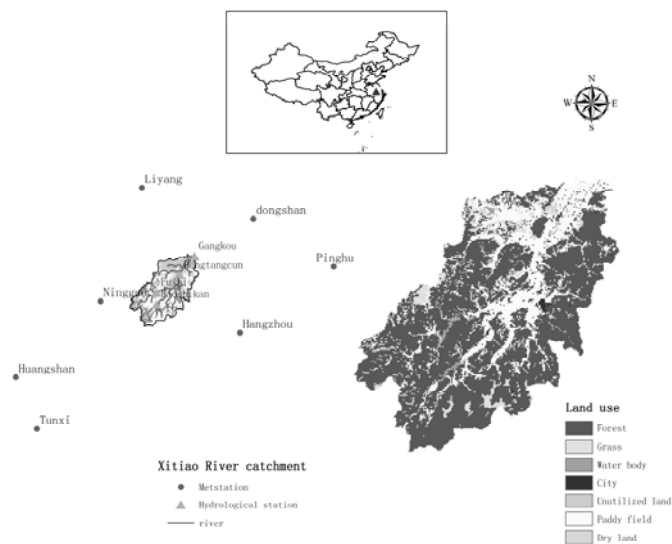 N
W E
S
Liyang
dongshan
Gangkou
Pinghu
Hangzhou
Huangshan
Tunxi
Xitiao River catchment
Metstation
Hydrological station
river
Land use
Forest
Grass
Water body
City
Unutilized land
Paddy field
Dry land